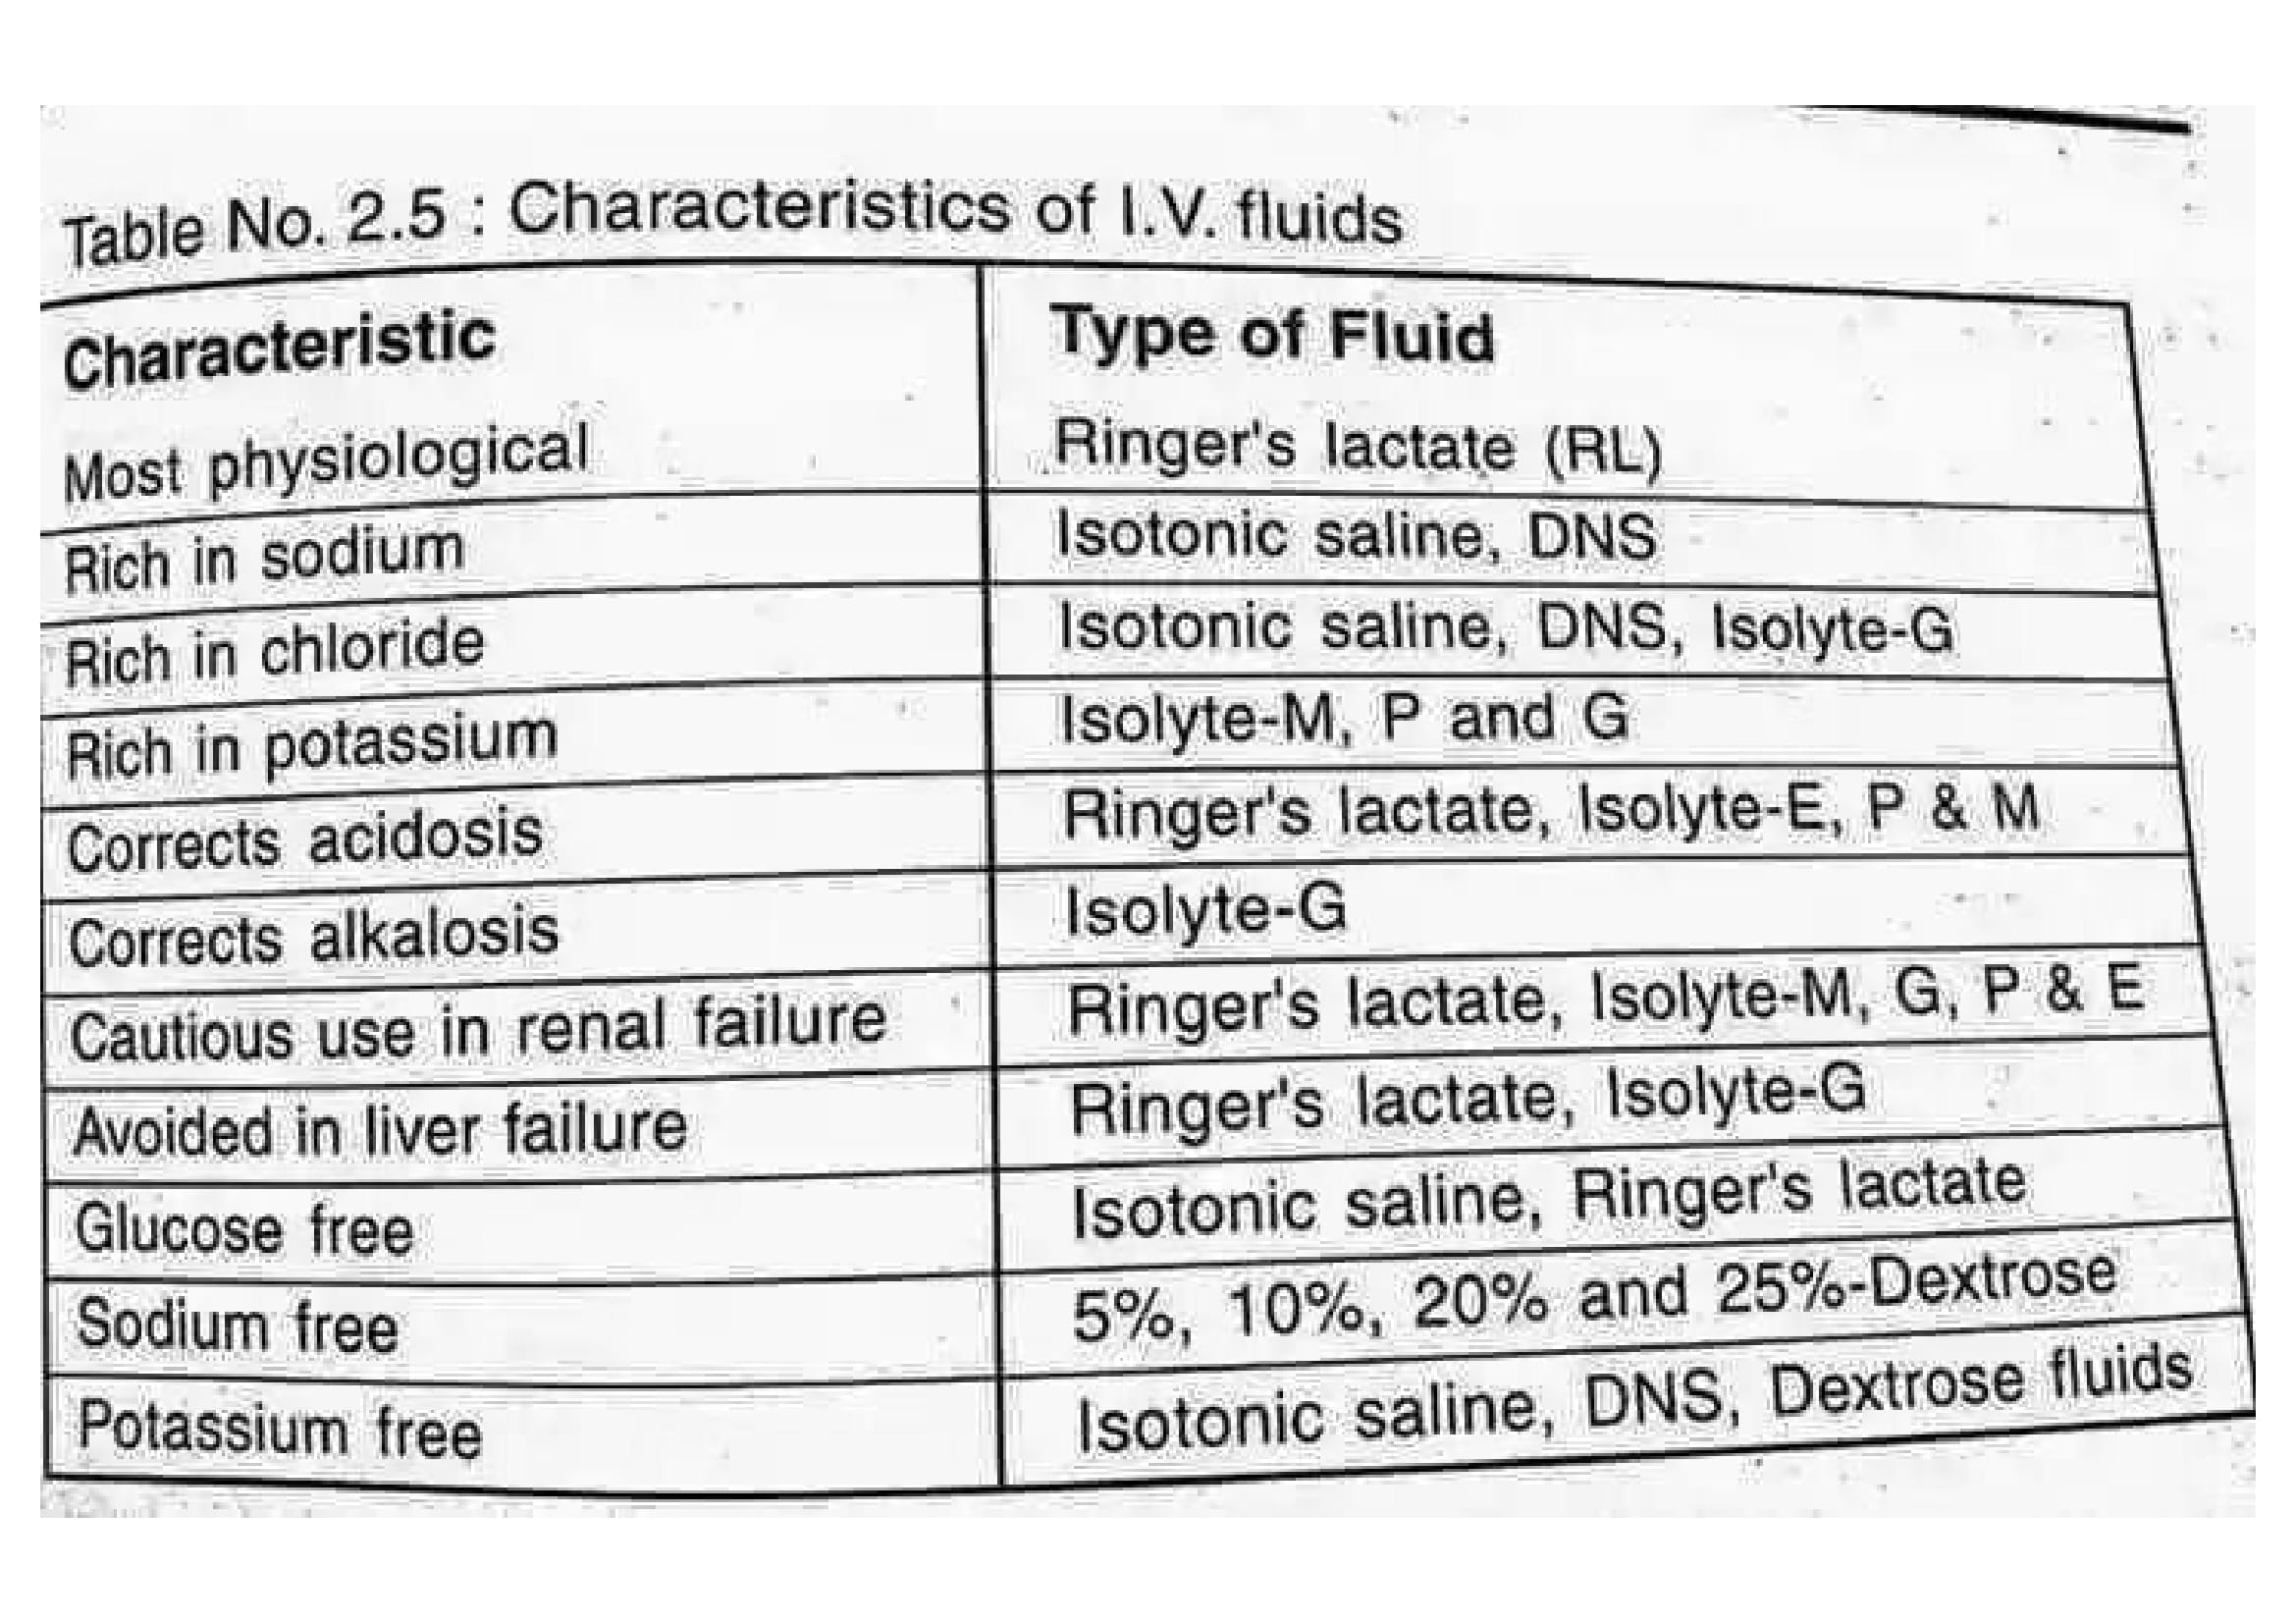 Table No. 2.5 : Characteristics of I.V. fluids
Characteristic Type of Fluid
Most physiological Ringer's lactate (RL)
Rich in sodium Isotonic saline, DNS
Rich in chloride Isotonic saline, DNS, Isolyte-G
Rich in potassium Isolyte-M, P and G
Corrects acidosis Ringer's lactate, Isolyte-E, P & M
Corrects alkalosis Isolyte-G
Cautious use in renal failure Ringer's lactate, Isolyte-M, G, P & E
Avoided in liver failure Ringer's lactate, Isolyte-G
Glucose free Isotonic saline, Ringer's lactate
Sodium free 5%, 10%, 20% and 25%-Dextrose
Potassium free Isotonic saline, DNS, Dextrose fluids